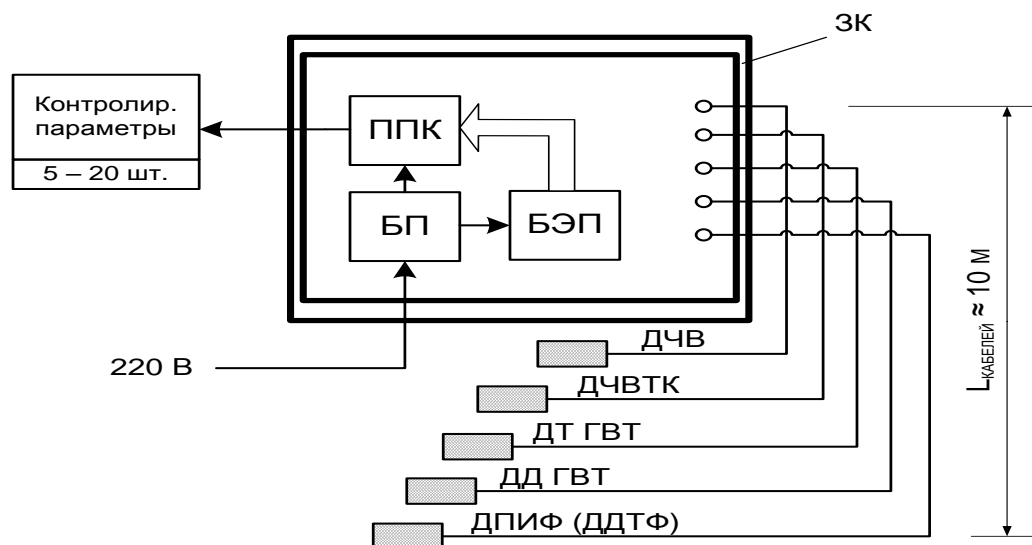 ЗК
Контролир.
параметры
5 – 20 шт.
ППК
БП
БЭП
220 В
ДЧВ
ДЧВТК
ДТ ГВТ
ДД ГВТ
ДПИФ (ДДТФ)
LКАБЕЛЕЙ ≈ 10 м